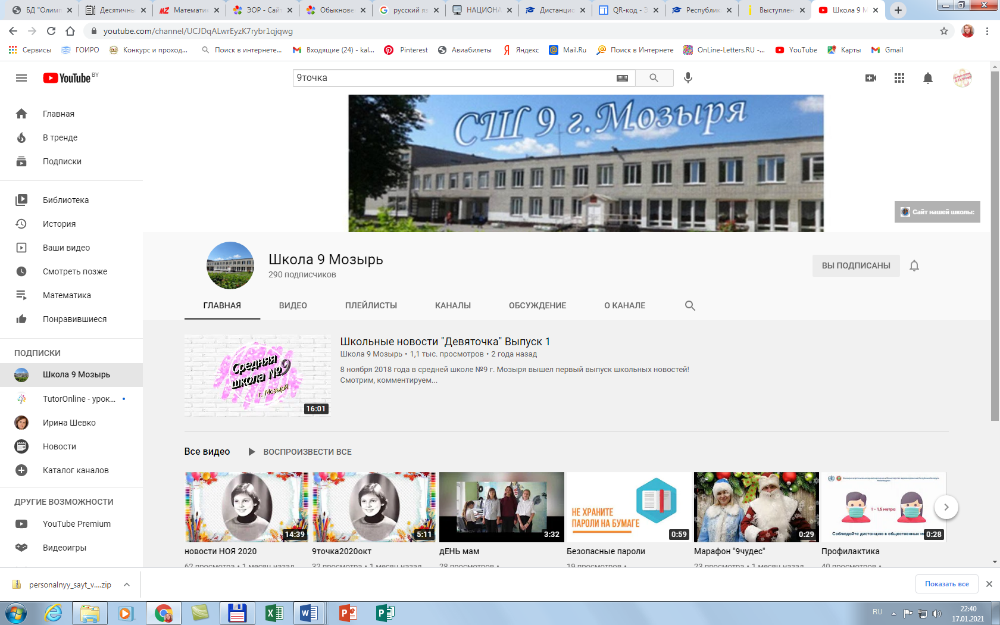 БД "Олимп
Десятичны
Математи
ЭОР - Сайт
Обыкнове
русский яз
НАЦИОНА
Дистанцио
QR-код - Э
Республик
Выступлен
Школа 9 М
youtube.com/channel/UCJDqALwrEyzK7rybr1qjqwg
Сервисы
ГОИРО
Конкурс и проход...
Поиск в интернете...
Входящие (24) - kal...
Pinterest
Авиабилеты
Яндекс
Mail.Ru
Поиск в Интернете
OnLine-Letters.RU -...
YouTube
Карты
Gmail
YouTube BY
9точка
Главная
В тренде
Подписки
Библиотека
История
Ваши видео
Смотреть позже
Математика
Понравившиеся
ПОДПИСКИ
Школа 9 Мозырь
TutorOnline - урок...
Ирина Шевко
Новости
Каталог каналов
ДРУГИЕ ВОЗМОЖНОСТИ
YouTube Premium
Видеоигры
СШ 9 г.Мозыря
Сайт нашей школы:
Школа 9 Мозырь
290 подписчиков
ВЫ ПОДПИСАНЫ
ГЛАВНАЯ
ВИДЕО
ПЛЕЙЛИСТЫ
КАНАЛЫ
ОБСУЖДЕНИЕ
О КАНАЛЕ
Средняя
школа №9
г. Мозыря
16:01
Школьные новости "Девяточка" Выпуск 1
Школа 9 Мозырь • 1,1 тыс. просмотров • 2 года назад
8 ноября 2018 года в средней школе №9 г. Мозыря вышел первый выпуск школьных новостей!
Смотрим, комментируем...
Все видео
ВОСПРОИЗВЕСТИ ВСЕ
14:39
новости НОЯ 2020
62 просмотра • 1 месяц назад
5:11
9точка2020окт
32 просмотра • 1 месяц назад
3:32
дЕНЬ мам
28 просмотров •
НЕ ХРАНИТЕ
ПАРОЛИ НА БУМАГЕ
0:59
Безопасные пароли
19 просмотров •
0:29
Марафон "9чудес"
23 просмотра • 1 месяц назад
1 - 1,5 метра
Соблюдайте дистанцию в общественных м
0:28
Профилактика
40 просмотров •
personalnyy_sayt_v....zip
Показать все
RU
22:40
17.01.2021